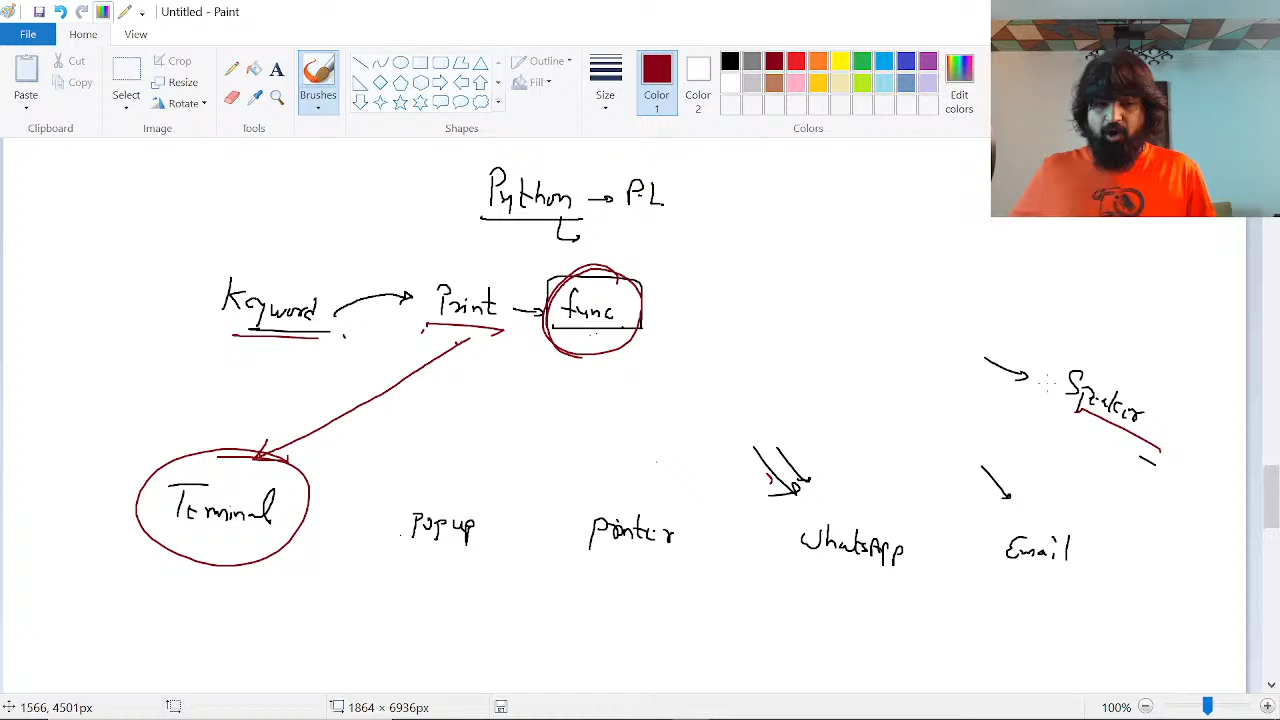 Untitled - Paint
File
Home
View
Paste
Cut
Copy
Clipboard
Select
Crop
Resize
Rotate
Image
A
Tools
Brushes
Outline
Fill
Shapes
Size
Color
1
Color
2
Edit
colors
Colors
Python → P.L
Keyword Print → func
Speaker
Terminal Popup Printer WhatsApp Email
1566, 4501px
1864 × 6936px
100%